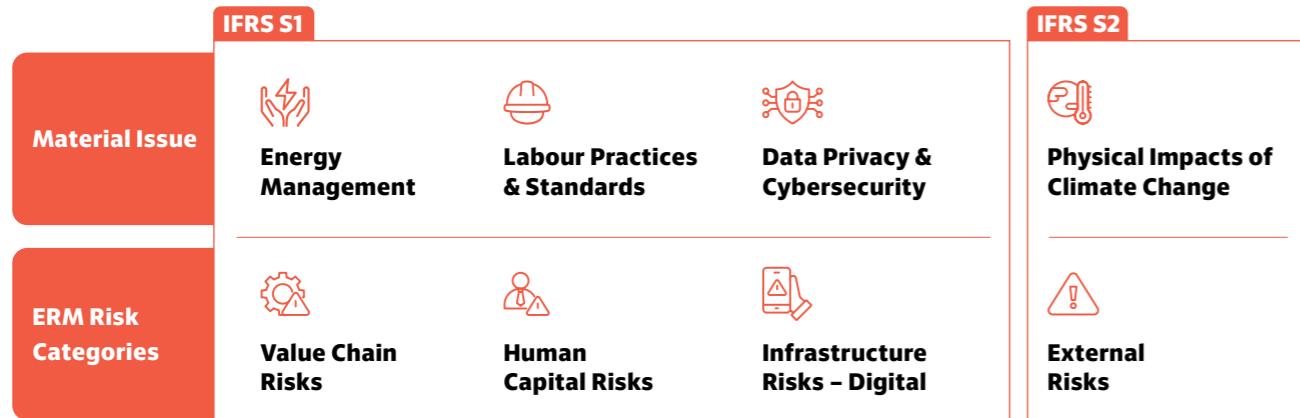 IFRS S1
IFRS S2
Material Issue
Energy
Management
Labour Practices
& Standards
Data Privacy &
Cybersecurity
Physical Impacts of
Climate Change
ERM Risk
Categories
Value Chain
Risks
Human
Capital Risks
Infrastructure
Risks – Digital
External
Risks